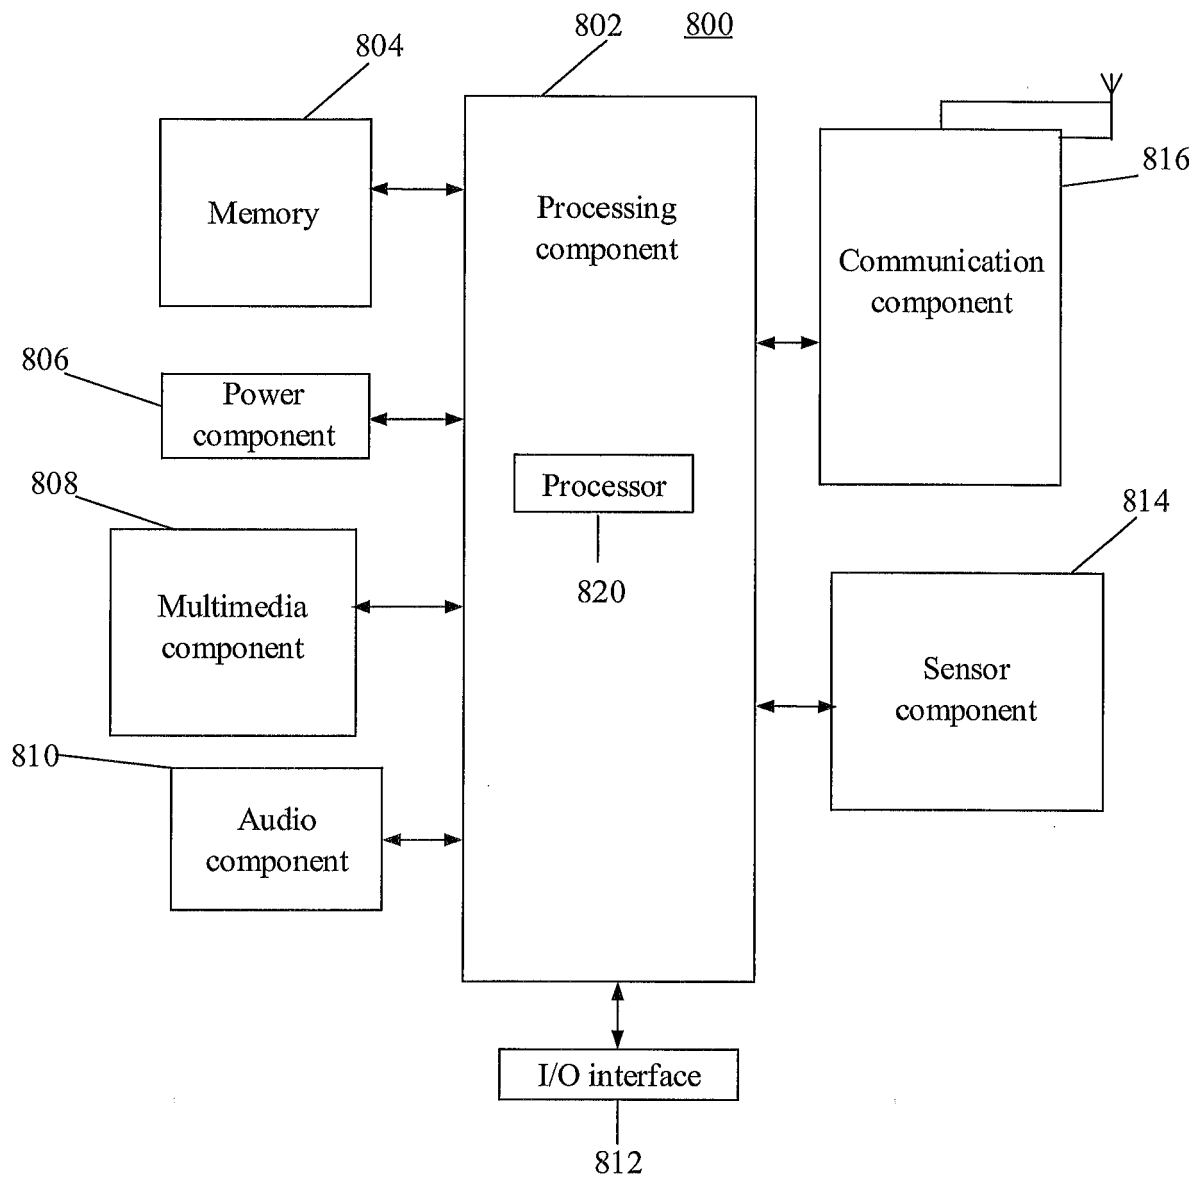 802
800
804
816
Memory
Processing
component
Communication
component
806
Power
component
808
Processor
820
814
Multimedia
component
Sensor
component
810
Audio
component
I/O interface
812